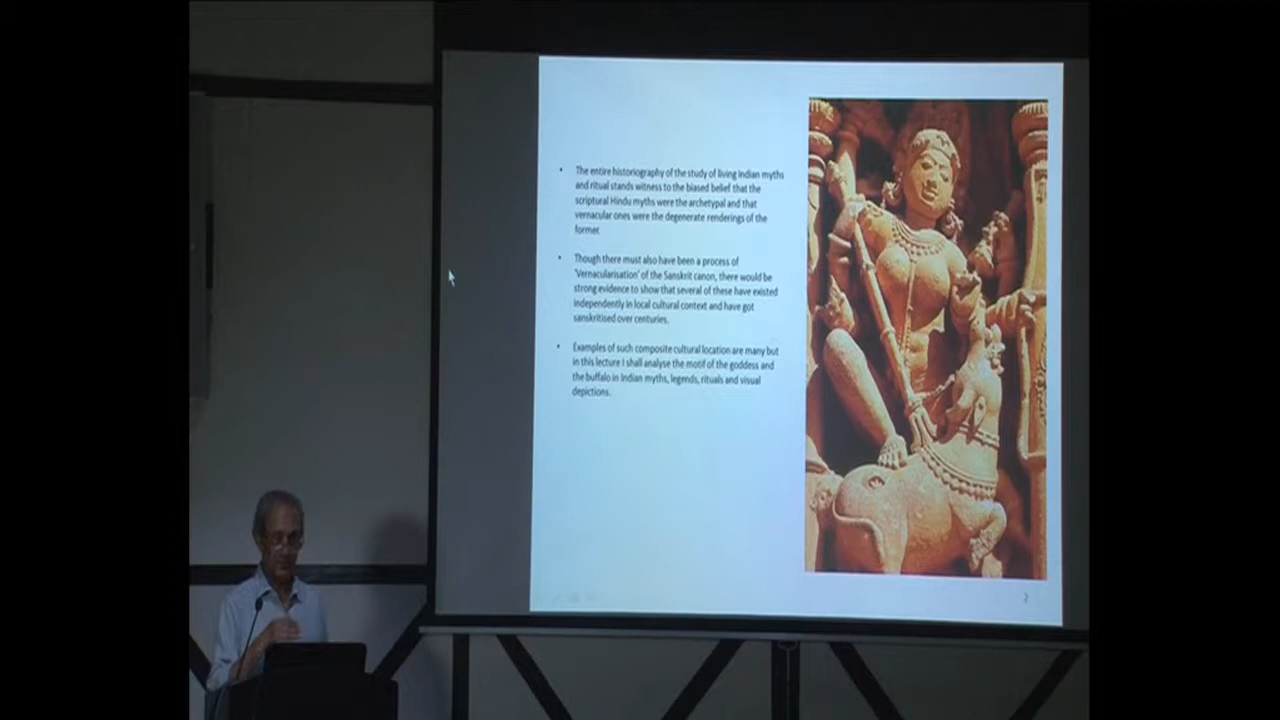 • The entire historiography of the study of living Indian myths
and ritual stands witness to the biased belief that the
scriptural Hindu myths were the archetypal and that
vernacular ones were the degenerate renderings of the
former.
• Though there must also have been a process of
'Vernacularisation' of the Sanskrit canon, there would be
strong evidence to show that several of these have existed
independently in local cultural context and have got
sanskritised over centuries.
• Examples of such composite cultural location are many but
in this lecture I shall analyse the motif of the goddess and
the buffalo in Indian myths, legends, rituals and visual
depictions.
2